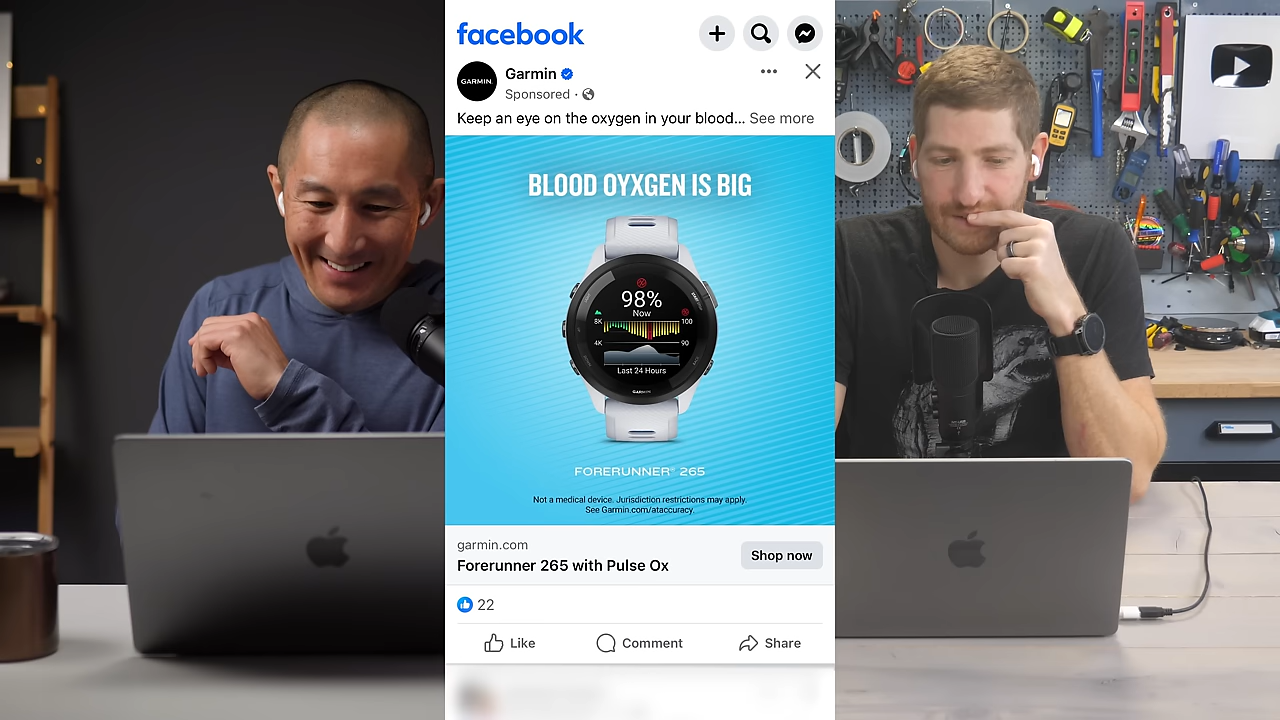 facebook
GARMIN.
Garmin
Sponsored ·
Keep an eye on the oxygen in your blood... See more
BLOOD OYXGEN IS BIG
98%
Now
8K
100
4K
90
Last 24 Hours
GARMIN
FORERUNNER® 265
Not a medical device. Jurisdiction restrictions may apply.
See Garmin.com/ataccuracy.
garmin.com
Forerunner 265 with Pulse Ox
Shop now
22
Like
Comment
Share